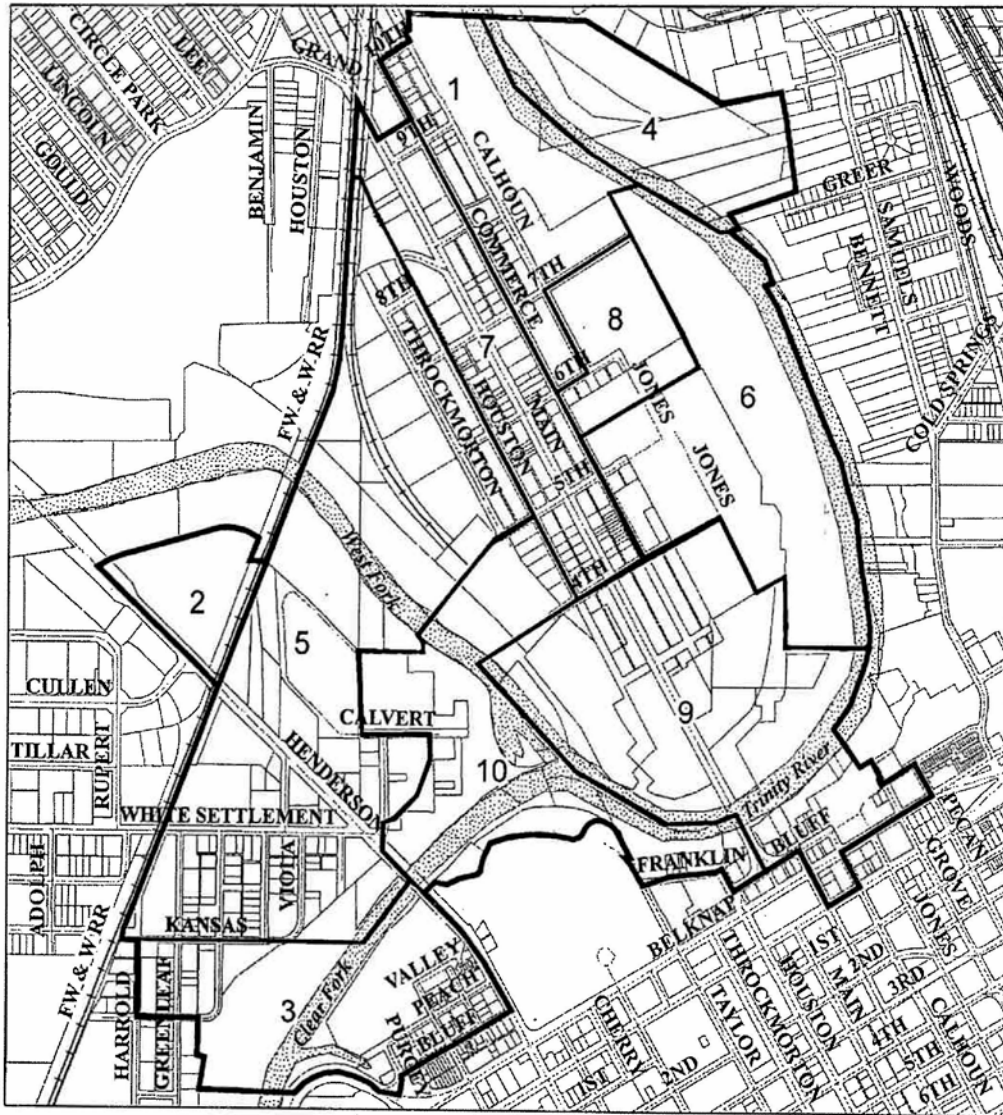 CIRCLE PARK
LEE
LINCOLN
GOULD
GRAND
10TH
9TH
BENJAMIN
HOUSTON
1
4
CALHOUN
COMMERCE
GREER
SAMUELS
WOODS
BENNETT
COLD SPRINGS
7TH
8TH
8
6TH
7
THROCKMORTON
HOUSTON
MAIN
JONES
JONES
6
5TH
4TH
F.W. & W. RR
West Fork
2
5
CULLEN
TILLAR
RUPERT
CALVERT
HENDERSON
9
10
Trinity River
WHITE SETTLEMENT
VIOLA
ADOLPH
KANSAS
FRANKLIN
BLUFF
BELKNAP
PECAN
GROVE
JONES
F.W. & W. RR
HARROLD
GREENLEAF
3
Clear Fork
VALLEY
PEACH
BLUFF
CHERRY
1ST
2ND
TAYLOR
THROCKMORTON
HOUSTON
MAIN
1ST
2ND
3RD
4TH
5TH
6TH
CALHOUN